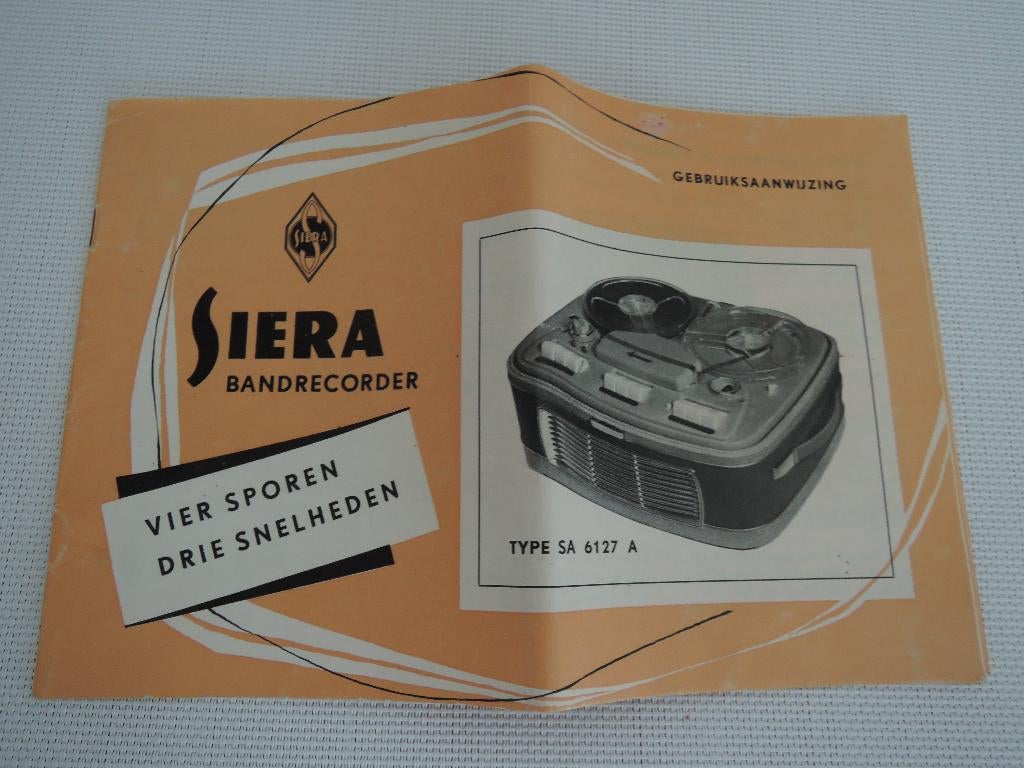 GEBRUIKSAANWIJZING
SIERA
SIERA
BANDRECORDER
VIER SPOREN
DRIE SNELHEDEN
TYPE SA 6127 A